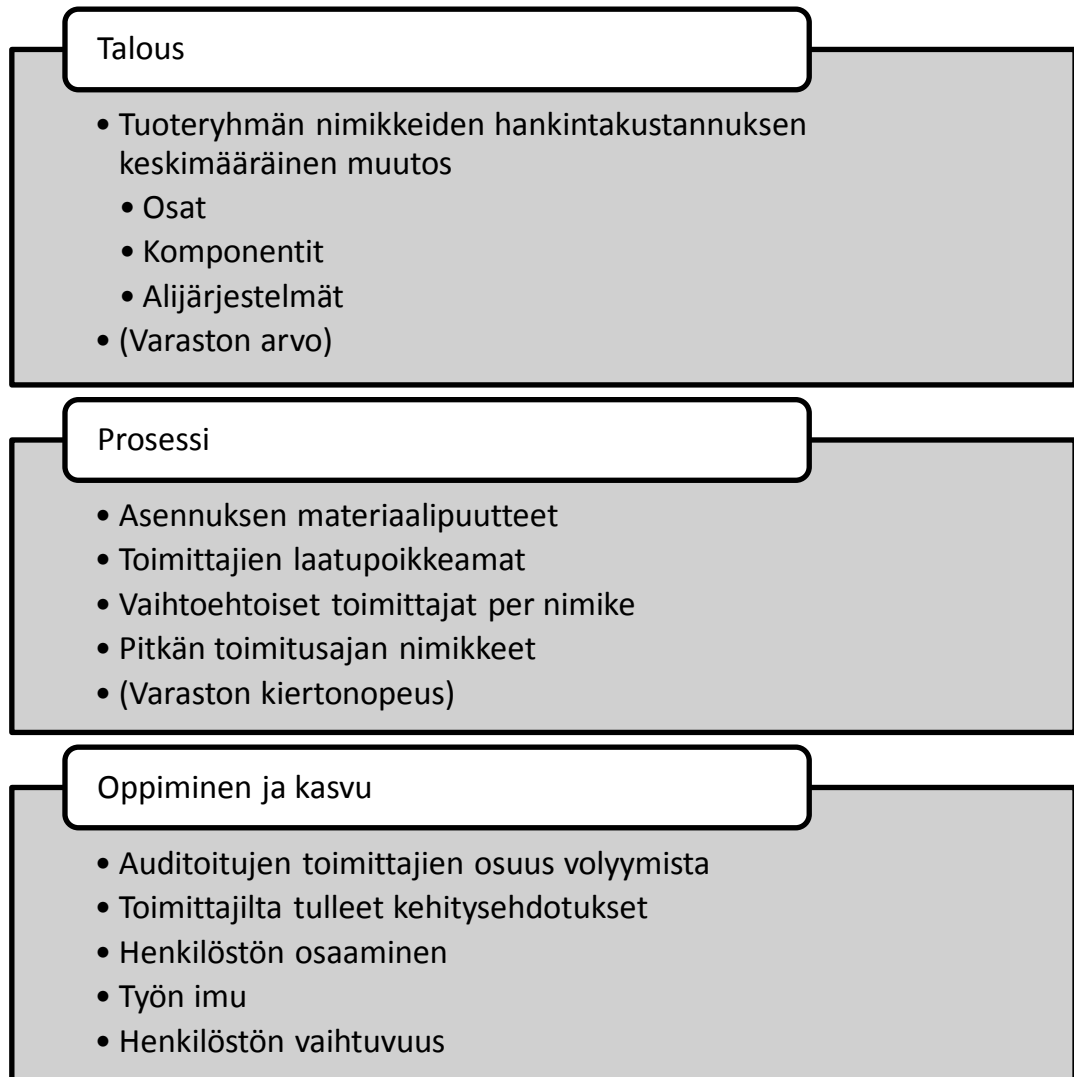 Talous
• Tuoteryhmän nimikkeiden hankintakustannuksen
keskimääräinen muutos
• Osat
• Komponentit
• Alijärjestelmät
• (Varaston arvo)
Prosessi
• Asennuksen materiaalipuutteet
• Toimittajien laatupoikkeamat
• Vaihtoehtoiset toimittajat per nimike
• Pitkän toimitusajan nimikkeet
• (Varaston kiertonopeus)
Oppiminen ja kasvu
• Auditoitujen toimittajien osuus volyymista
• Toimittajilta tulleet kehitysehdotukset
• Henkilöstön osaaminen
• Työn imu
• Henkilöstön vaihtuvuus